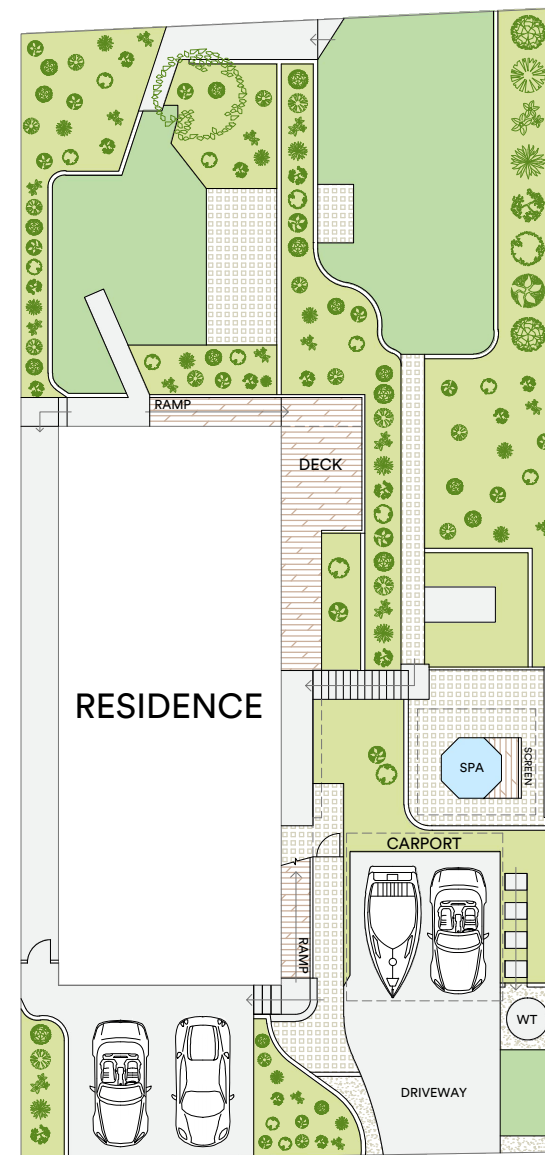 RAMP
DECK
RESIDENCE
SPA
SCREEN
CARPORT
RAMP
WT
DRIVEWAY